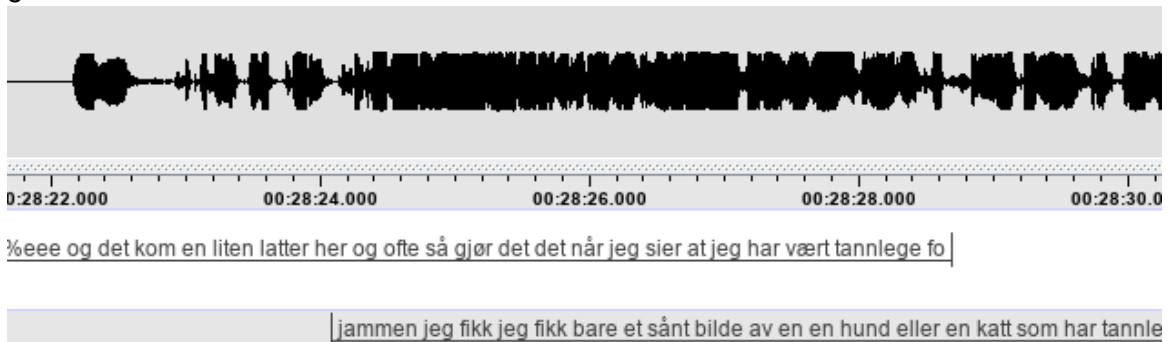 0:28:22.000 00:28:24.000 00:28:26.000 00:28:28.000 00:28:30.0
%eee og det kom en liten latter her og ofte så gjør det det når jeg sier at jeg har vært tannlege fo
jammen jeg fikk jeg fikk bare et sånt bilde av en en hund eller en katt som har tannle